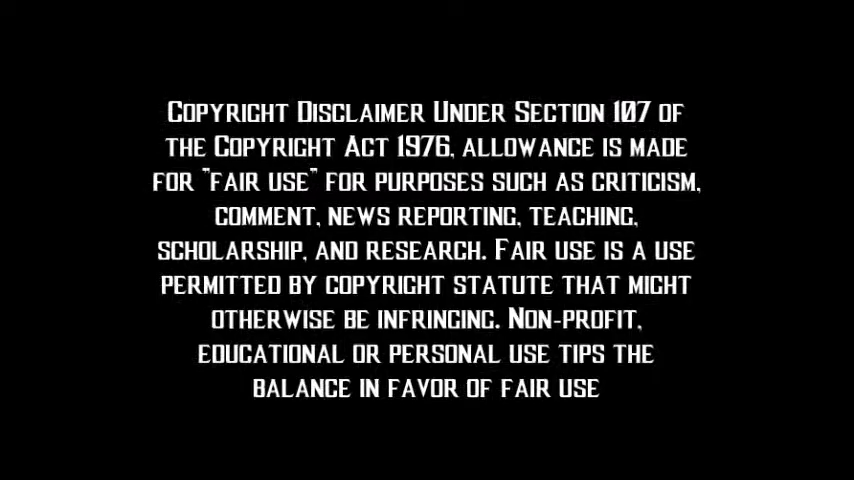 Copyright Disclaimer Under Section 107 of
the Copyright Act 1976, allowance is made
for "fair use" for purposes such as criticism,
comment, news reporting, teaching,
scholarship, and research. Fair use is a use
permitted by copyright statute that might
otherwise be infringing. Non-profit,
educational or personal use tips the
balance in favor of fair use